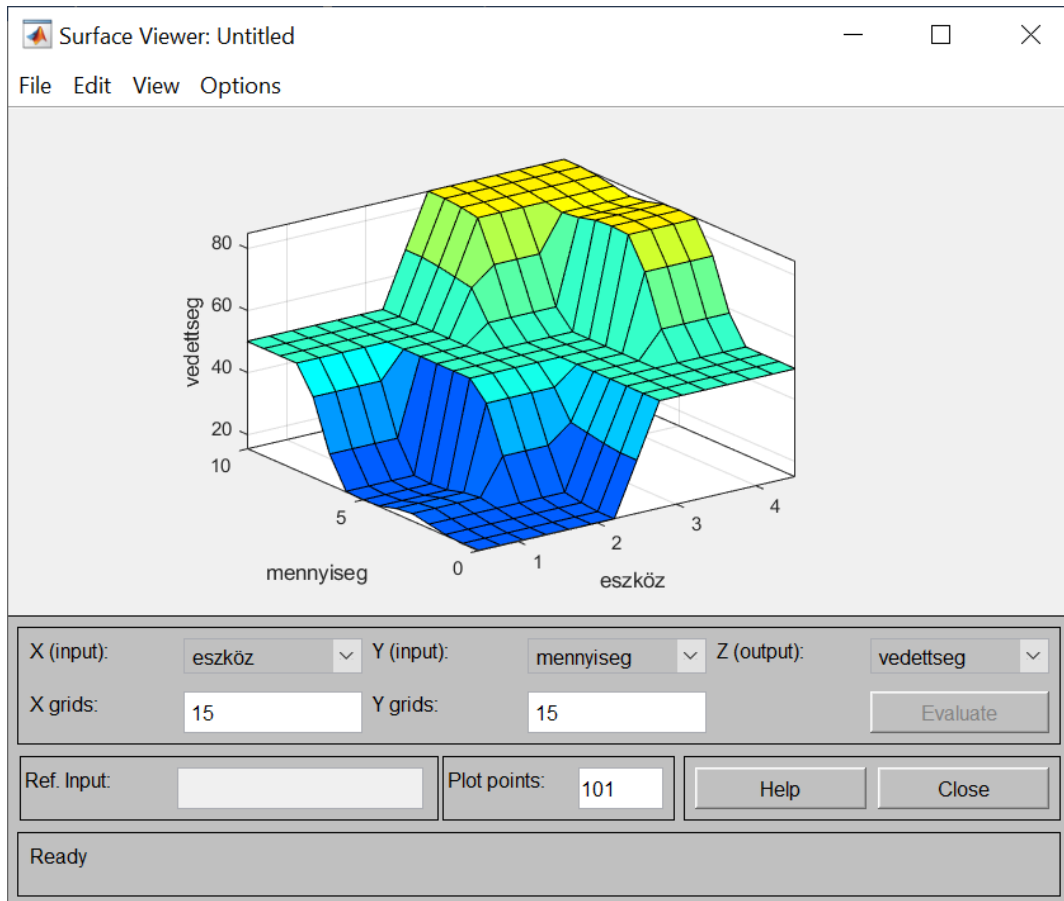 Surface Viewer: Untitled
File Edit View Options
80
60
40
20
vedettseg
10
5
0
mennyiseg
1
2
3
4
eszköz
X (input): eszköz Y (input): mennyiseg Z (output): vedettseg
X grids: 15 Y grids: 15 Evaluate
Ref. Input: Plot points: 101 Help Close
Ready